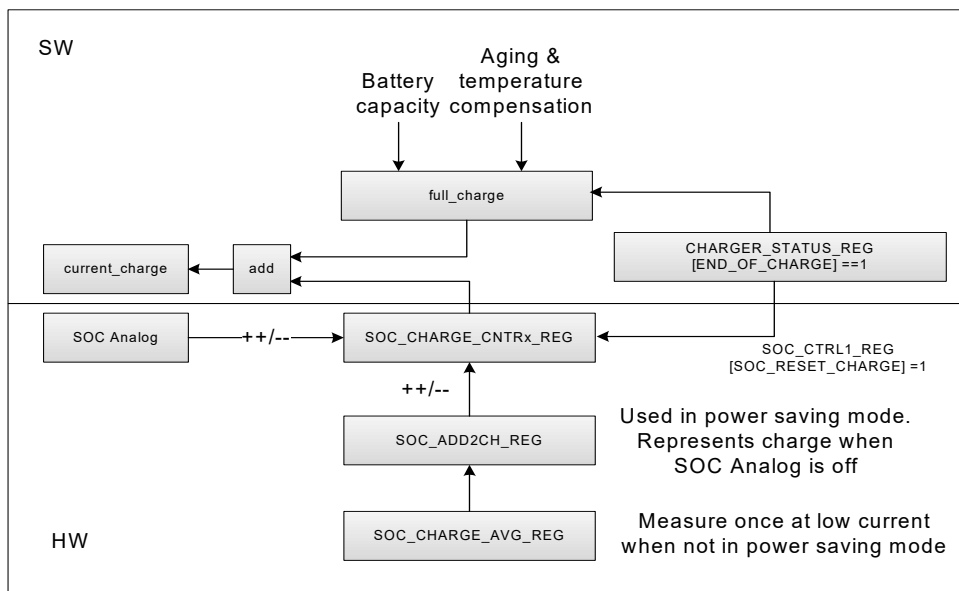 SW
Aging &
temperature
compensation
Battery
capacity
full_charge
CHARGER_STATUS_REG
[END_OF_CHARGE] ==1
current_charge
add
SOC Analog
++/--
SOC_CHARGE_CNTRx_REG
SOC_CTRL1_REG
[SOC_RESET_CHARGE] =1
++/--
SOC_ADD2CH_REG
Used in power saving mode.
Represents charge when
SOC Analog is off
SOC_CHARGE_AVG_REG
Measure once at low current
when not in power saving mode
HW